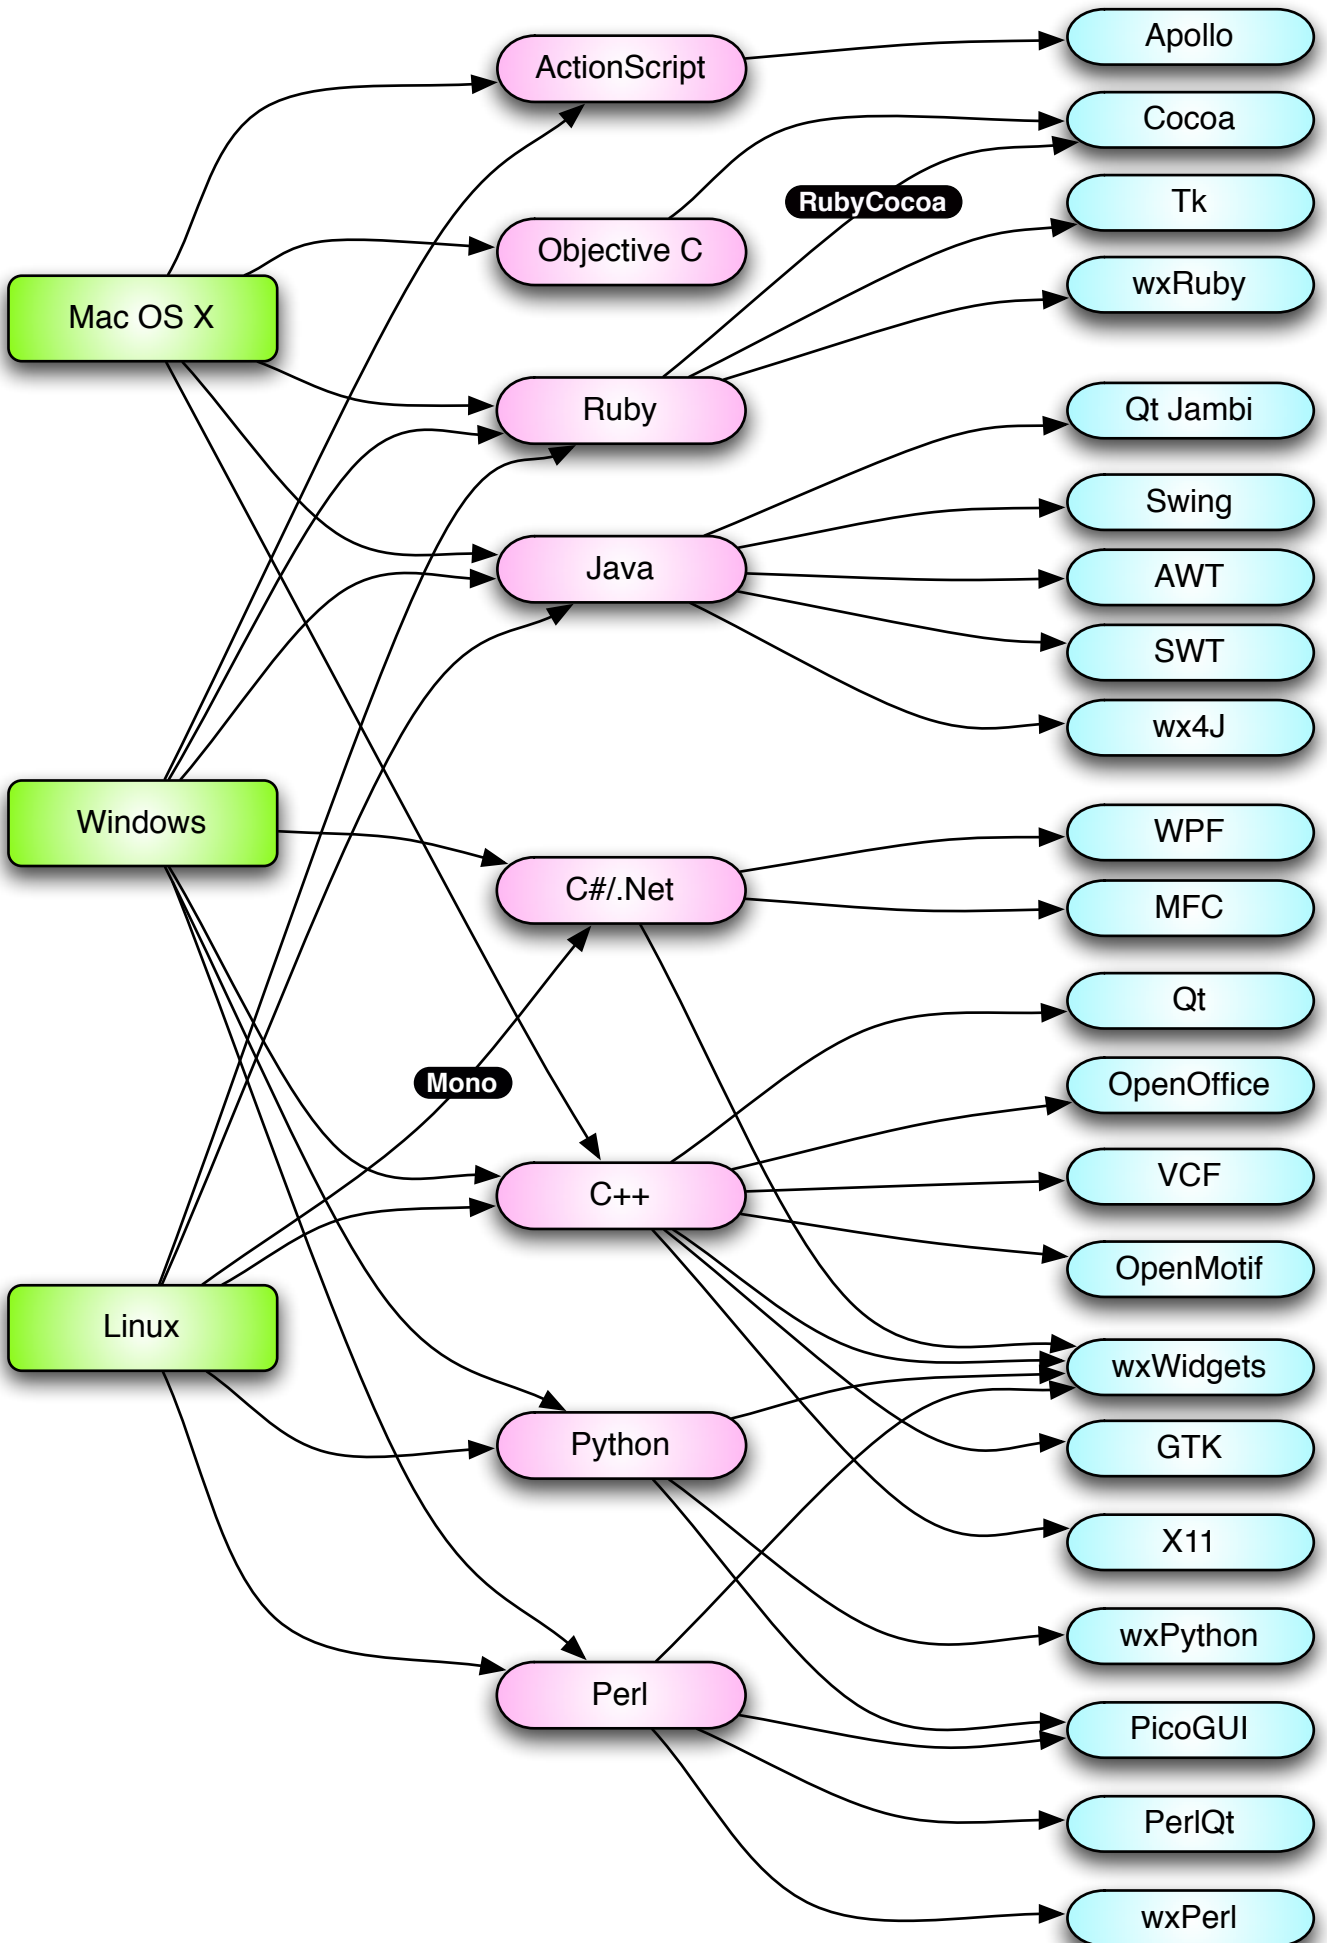 Mac OS X
Windows
Linux
ActionScript
Objective C
Ruby
Java
C#/.Net
C++
Python
Perl
RubyCocoa
Mono
Apollo
Cocoa
Tk
wxRuby
Qt Jambi
Swing
AWT
SWT
wx4J
WPF
MFC
Qt
OpenOffice
VCF
OpenMotif
wxWidgets
GTK
X11
wxPython
PicoGUI
PerlQt
wxPerl